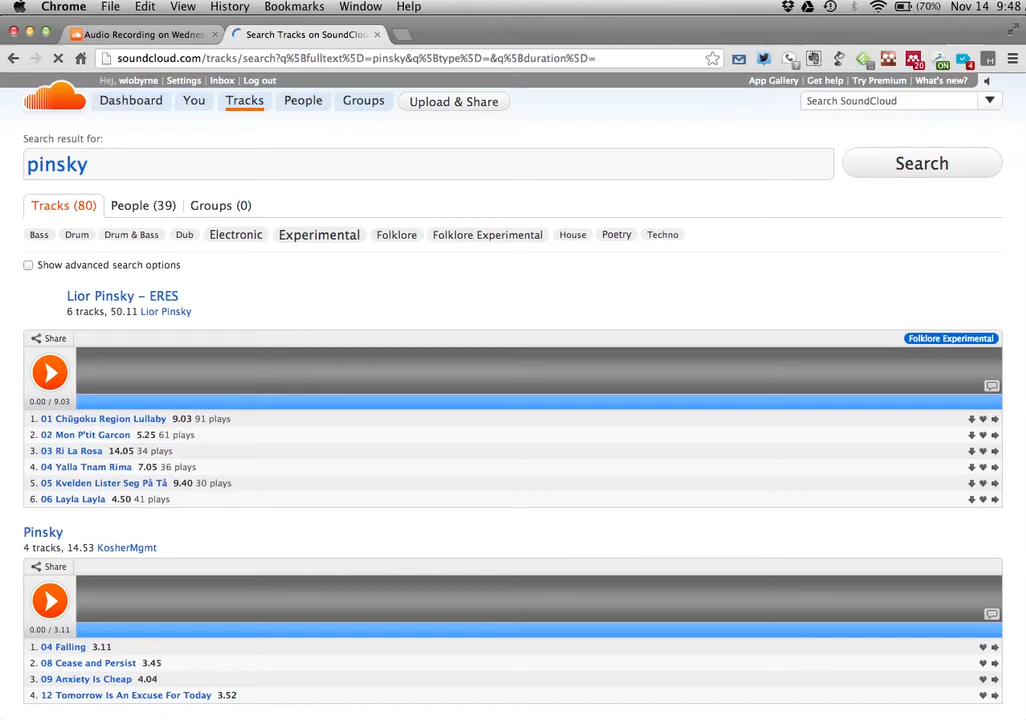 Chrome File Edit View History Bookmarks Window Help (70%) Nov 14 9:48
Audio Recording on Wednes Search Tracks on SoundClou
soundcloud.com/tracks/search?q%5Bfulltext%5D=pinsky&q%5Btype%5D=&q%5Bduration%5D= 20 ON 4
Hey, wiobyrne Settings Inbox Log out App Gallery Get help Try Premium What's new?
Dashboard You Tracks People Groups Upload & Share Search SoundCloud
Search result for:
pinsky Search
Tracks (80) People (39) Groups (0)
Bass Drum Drum & Bass Dub Electronic Experimental Folklore Folklore Experimental House Poetry Techno
Show advanced search options
Lior Pinsky – ERES
6 tracks, 50.11 Lior Pinsky
Share Folklore Experimental
0.00 / 9.03
1. 01 Chūgoku Region Lullaby 9.03 91 plays
2. 02 Mon P'tit Garcon 5.25 61 plays
3. 03 Ri La Rosa 14.05 34 plays
4. 04 Yalla Tnam Rima 7.05 36 plays
5. 05 Kvelden Lister Seg På Tå 9.40 30 plays
6. 06 Layla Layla 4.50 41 plays
Pinsky
4 tracks, 14.53 KosherMgmt
Share
0.00 / 3.11
1. 04 Falling 3.11
2. 08 Cease and Persist 3.45
3. 09 Anxiety Is Cheap 4.04
4. 12 Tomorrow Is An Excuse For Today 3.52